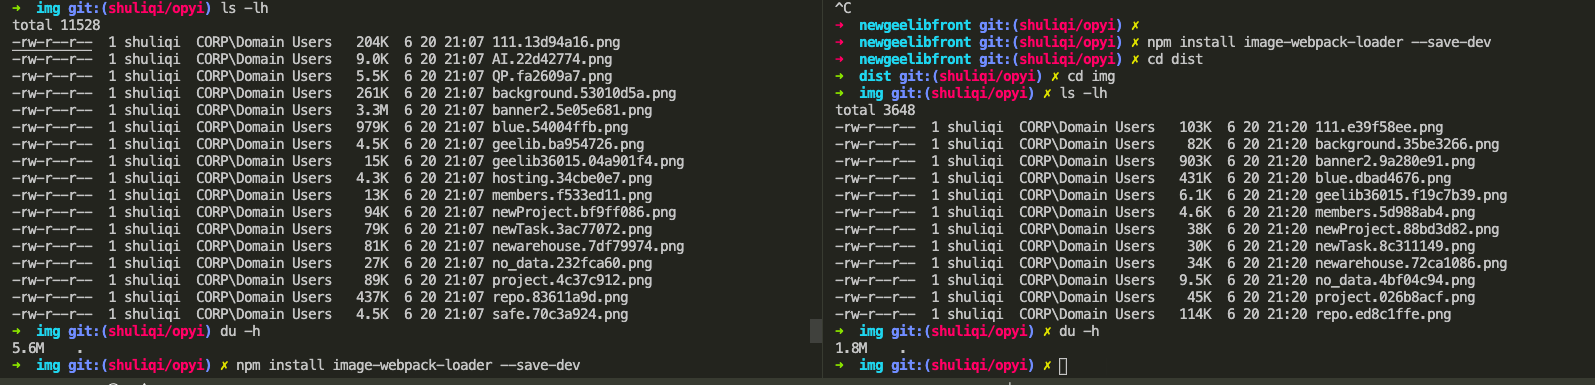 ➜  img git:(shuliqi/opyi) ls -lh
total 11528
-rw-r--r--  1 shuliqi  CORP\Domain Users   204K  6 20 21:07 111.13d94a16.png
-rw-r--r--  1 shuliqi  CORP\Domain Users   9.0K  6 20 21:07 AI.22d42774.png
-rw-r--r--  1 shuliqi  CORP\Domain Users   5.5K  6 20 21:07 QP.fa2609a7.png
-rw-r--r--  1 shuliqi  CORP\Domain Users   261K  6 20 21:07 background.53010d5a.png
-rw-r--r--  1 shuliqi  CORP\Domain Users   3.3M  6 20 21:07 banner2.5e05e681.png
-rw-r--r--  1 shuliqi  CORP\Domain Users   979K  6 20 21:07 blue.54004ffb.png
-rw-r--r--  1 shuliqi  CORP\Domain Users   4.5K  6 20 21:07 geelib.ba954726.png
-rw-r--r--  1 shuliqi  CORP\Domain Users    15K  6 20 21:07 geelib36015.04a901f4.png
-rw-r--r--  1 shuliqi  CORP\Domain Users   4.3K  6 20 21:07 hosting.34cbe0e7.png
-rw-r--r--  1 shuliqi  CORP\Domain Users    13K  6 20 21:07 members.f533ed11.png
-rw-r--r--  1 shuliqi  CORP\Domain Users    94K  6 20 21:07 newProject.bf9ff086.png
-rw-r--r--  1 shuliqi  CORP\Domain Users    79K  6 20 21:07 newTask.3ac77072.png
-rw-r--r--  1 shuliqi  CORP\Domain Users    81K  6 20 21:07 newarehouse.7df79974.png
-rw-r--r--  1 shuliqi  CORP\Domain Users    27K  6 20 21:07 no_data.232fca60.png
-rw-r--r--  1 shuliqi  CORP\Domain Users    89K  6 20 21:07 project.4c37c912.png
-rw-r--r--  1 shuliqi  CORP\Domain Users   437K  6 20 21:07 repo.83611a9d.png
-rw-r--r--  1 shuliqi  CORP\Domain Users   4.5K  6 20 21:07 safe.70c3a924.png
➜  img git:(shuliqi/opyi) du -h
5.6M    .
➜  img git:(shuliqi/opyi) ✗ npm install image-webpack-loader --save-dev
^C
➜  newgeelibfront git:(shuliqi/opyi) ✗
➜  newgeelibfront git:(shuliqi/opyi) ✗ npm install image-webpack-loader --save-dev
➜  newgeelibfront git:(shuliqi/opyi) ✗ cd dist
➜  dist git:(shuliqi/opyi) ✗ cd img
➜  img git:(shuliqi/opyi) ✗ ls -lh
total 3648
-rw-r--r--  1 shuliqi  CORP\Domain Users   103K  6 20 21:20 111.e39f58ee.png
-rw-r--r--  1 shuliqi  CORP\Domain Users    82K  6 20 21:20 background.35be3266.png
-rw-r--r--  1 shuliqi  CORP\Domain Users   903K  6 20 21:20 banner2.9a280e91.png
-rw-r--r--  1 shuliqi  CORP\Domain Users   431K  6 20 21:20 blue.dbad4676.png
-rw-r--r--  1 shuliqi  CORP\Domain Users   6.1K  6 20 21:20 geelib36015.f19c7b39.png
-rw-r--r--  1 shuliqi  CORP\Domain Users   4.6K  6 20 21:20 members.5d988ab4.png
-rw-r--r--  1 shuliqi  CORP\Domain Users    38K  6 20 21:20 newProject.88bd3d82.png
-rw-r--r--  1 shuliqi  CORP\Domain Users    30K  6 20 21:20 newTask.8c311149.png
-rw-r--r--  1 shuliqi  CORP\Domain Users    34K  6 20 21:20 newarehouse.72ca1086.png
-rw-r--r--  1 shuliqi  CORP\Domain Users   9.5K  6 20 21:20 no_data.4bf04c94.png
-rw-r--r--  1 shuliqi  CORP\Domain Users    45K  6 20 21:20 project.026b8acf.png
-rw-r--r--  1 shuliqi  CORP\Domain Users   114K  6 20 21:20 repo.ed8c1ffe.png
➜  img git:(shuliqi/opyi) ✗ du -h
1.8M    .
➜  img git:(shuliqi/opyi) ✗